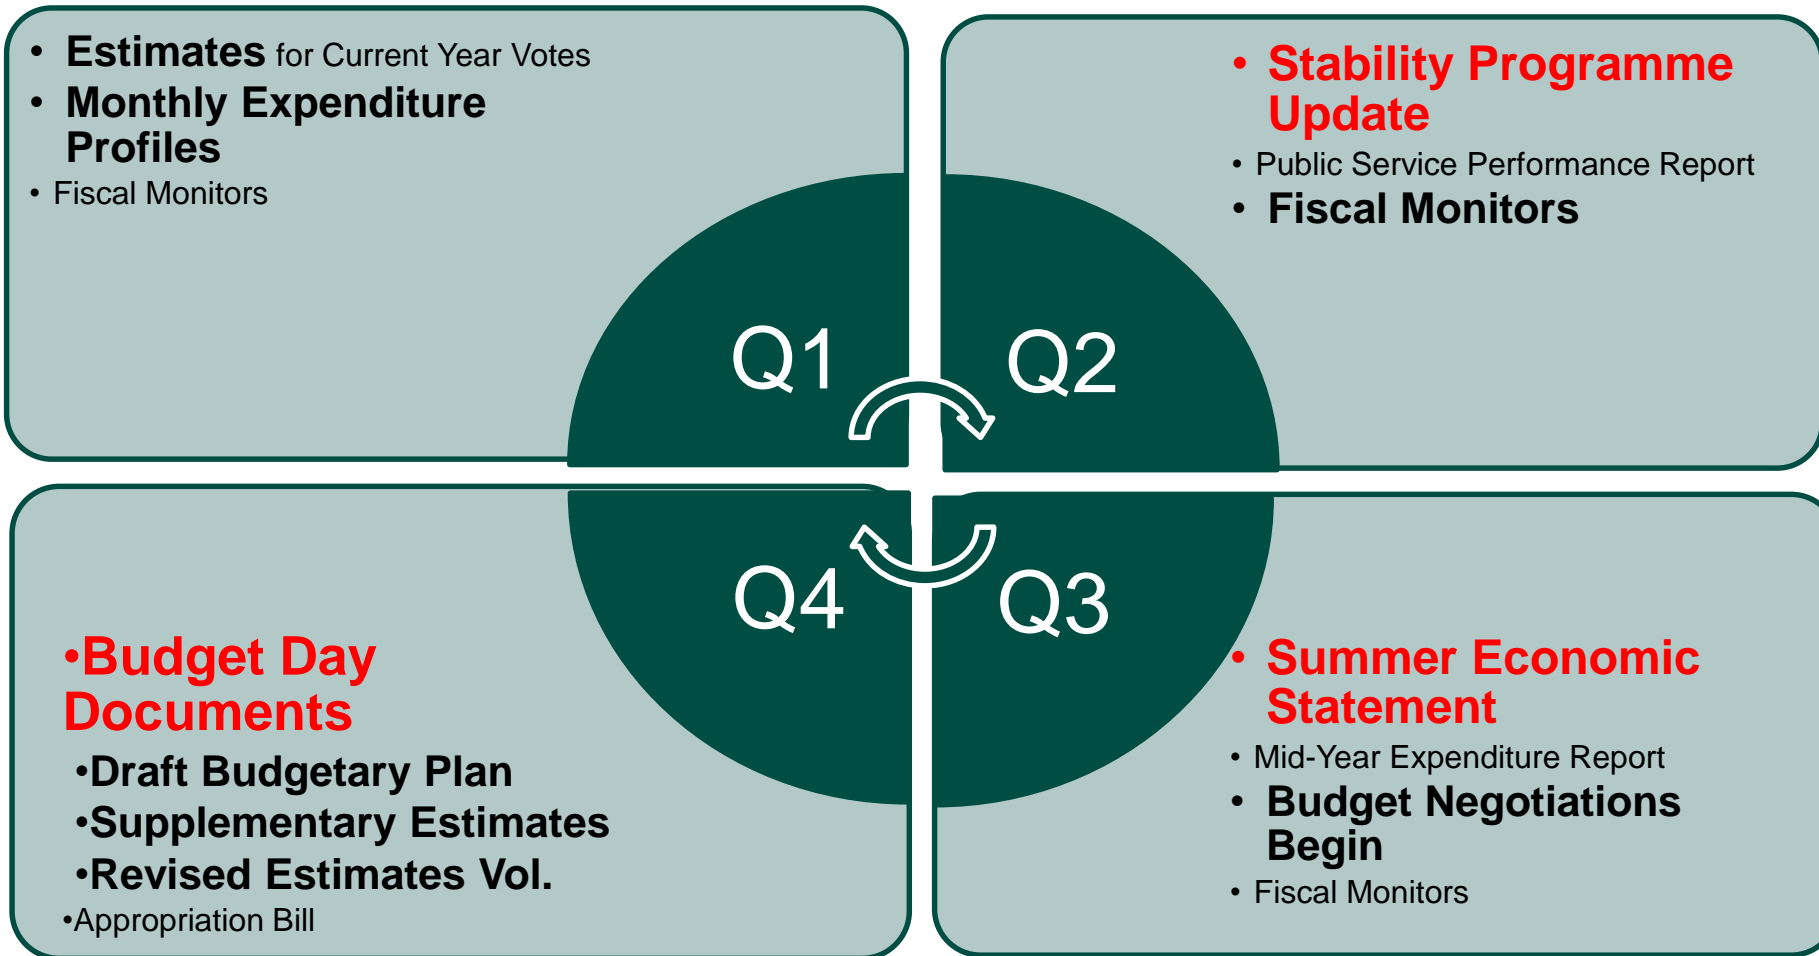 • Estimates for Current Year Votes
• Monthly Expenditure
Profiles
• Fiscal Monitors
Q1
• Stability Programme
Update
• Public Service Performance Report
• Fiscal Monitors
Q2
Q4
•Budget Day
Documents
•Draft Budgetary Plan
•Supplementary Estimates
•Revised Estimates Vol.
•Appropriation Bill
Q3
• Summer Economic
Statement
• Mid-Year Expenditure Report
• Budget Negotiations
Begin
• Fiscal Monitors